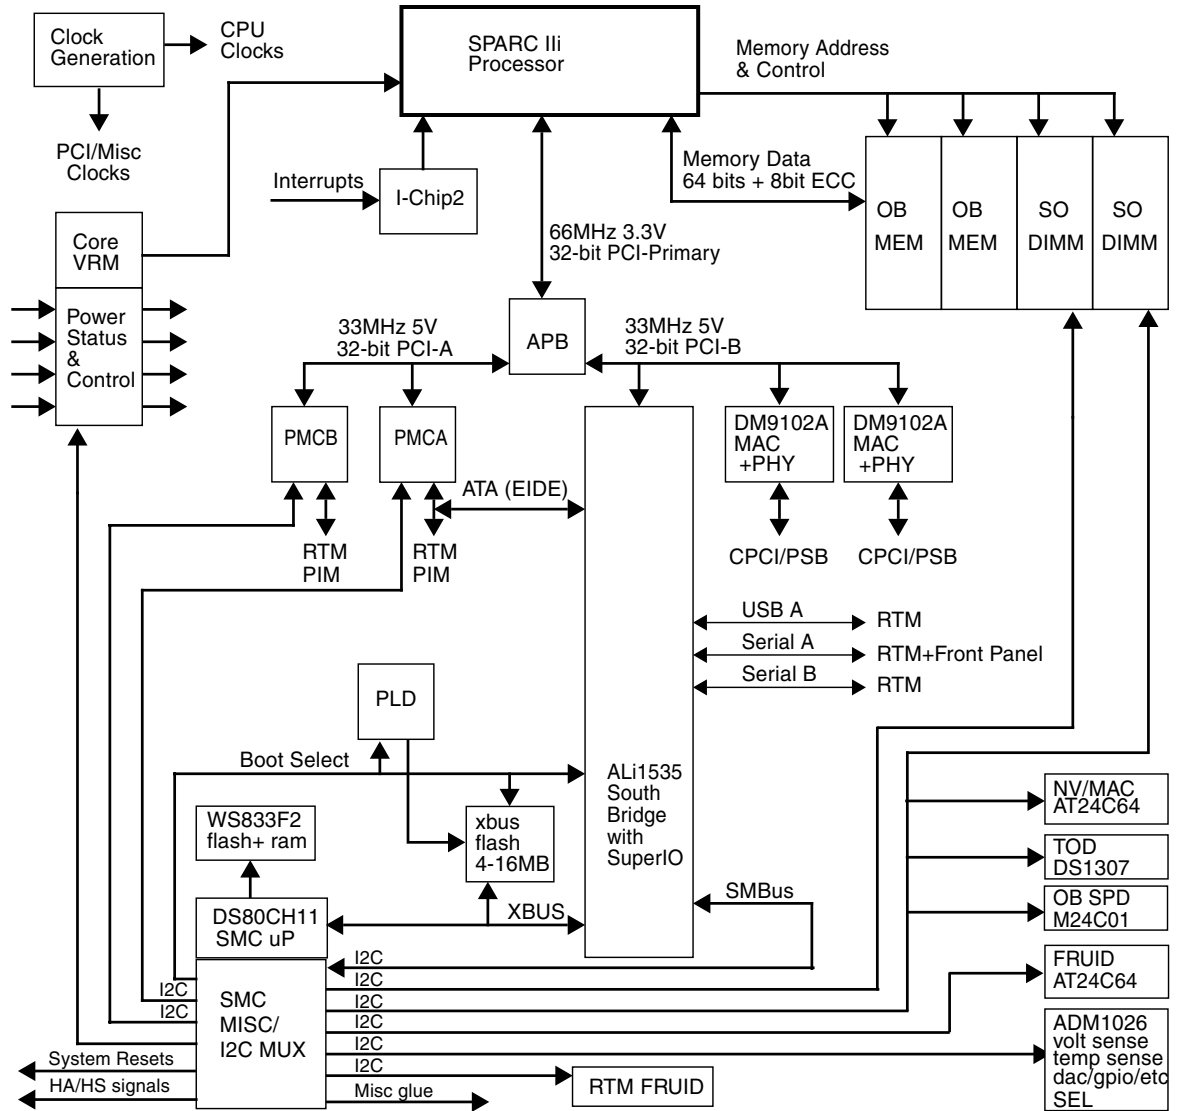 Clock
Generation
CPU
Clocks
PCI/Misc
Clocks
SPARC IIi
Processor
Memory Address
& Control
Interrupts
I-Chip2
Memory Data
64 bits + 8bit ECC
OB
MEM
OB
MEM
SO
DIMM
SO
DIMM
Core
VRM
Power
Status
&
Control
66MHz 3.3V
32-bit PCI-Primary
APB
33MHz 5V
32-bit PCI-A
33MHz 5V
32-bit PCI-B
PMCB
PMCA
DM9102A
MAC
+PHY
DM9102A
MAC
+PHY
ATA (EIDE)
RTM
PIM
RTM
PIM
CPCI/PSB
CPCI/PSB
USB A
RTM
Serial A
RTM+Front Panel
Serial B
RTM
PLD
Boot Select
ALi1535
South
Bridge
with
SuperIO
WS833F2
flash+ ram
xbus
flash
4-16MB
NV/MAC
AT24C64
TOD
DS1307
OB SPD
M24C01
SMBus
XBUS
DS80CH11
SMC uP
I2C
I2C
I2C
I2C
I2C
I2C
I2C
I2C
SMC
MISC/
I2C MUX
FRUID
AT24C64
ADM1026
volt sense
temp sense
dac/gpio/etc
SEL
System Resets
HA/HS signals
Misc glue
RTM FRUID